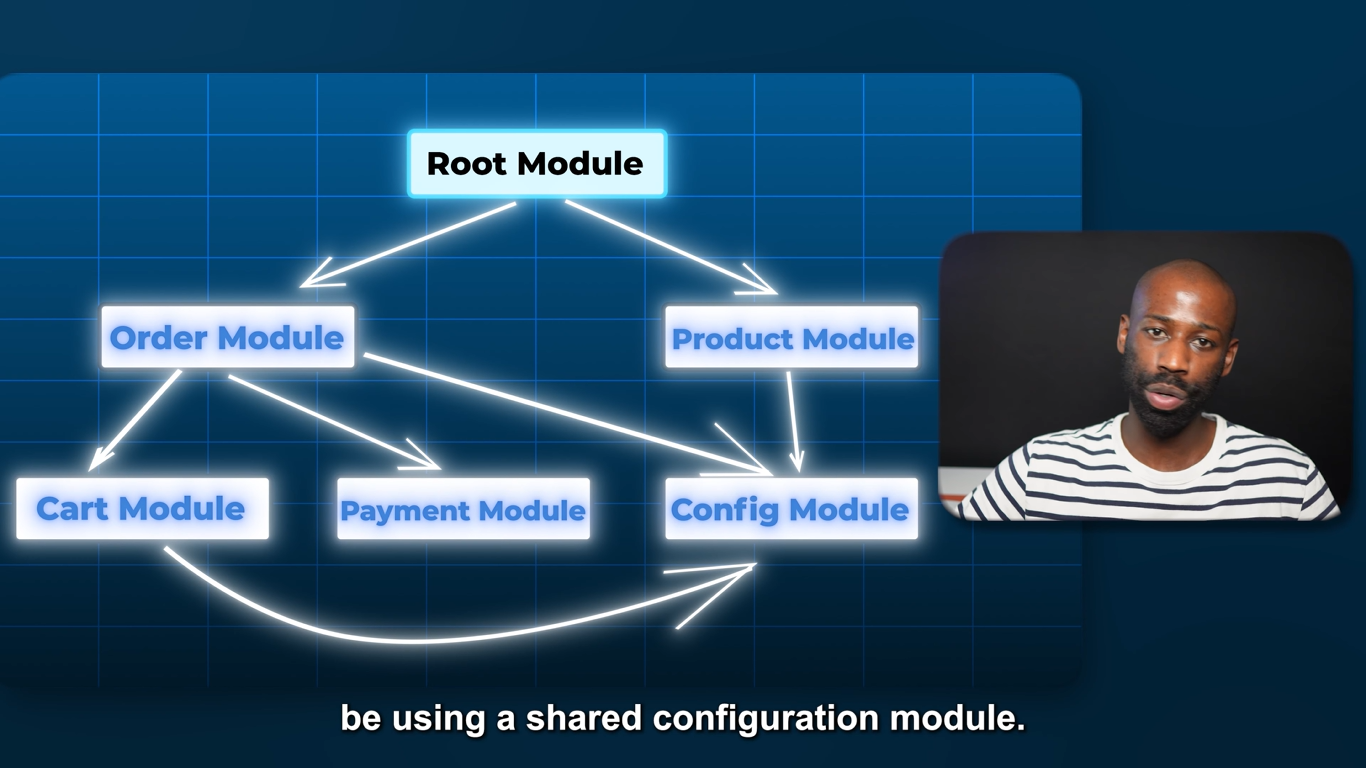 Root Module
Order Module
Product Module
Cart Module
Payment Module
Config Module
be using a shared configuration module.